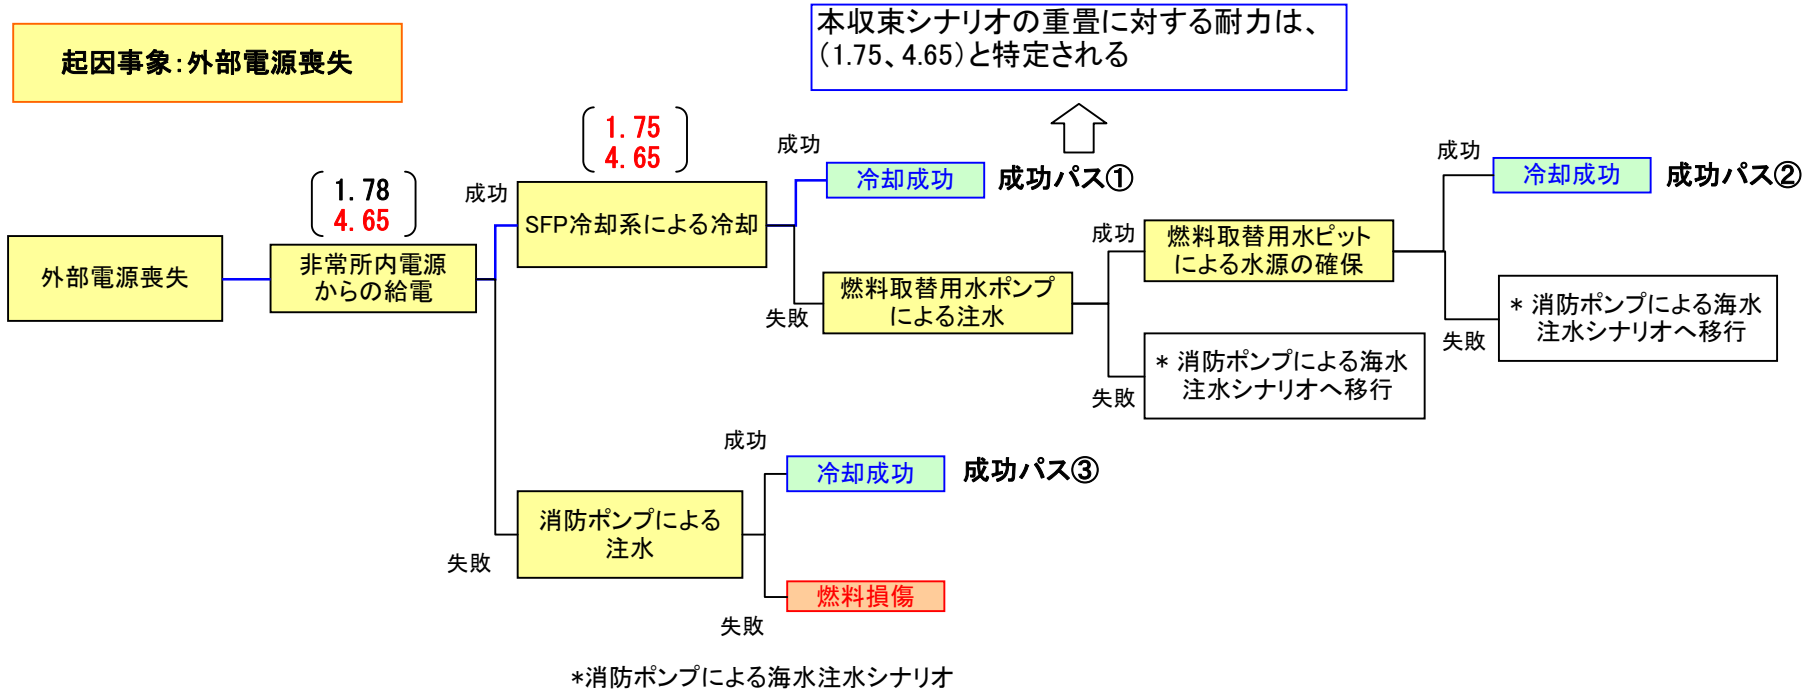 起因事象：外部電源喪失
本収束シナリオの重畳に対する耐力は、
(1.75、4.65)と特定される
外部電源喪失
1.78
4.65
非常所内電源
からの給電
成功
1.75
4.65
SFP冷却系による冷却
成功
冷却成功
成功パス①
失敗
燃料取替用水ポンプ
による注水
成功
燃料取替用水ピット
による水源の確保
成功
冷却成功
成功パス②
失敗
* 消防ポンプによる海水
注水シナリオへ移行
失敗
* 消防ポンプによる海水
注水シナリオへ移行
失敗
消防ポンプによる
注水
成功
冷却成功
成功パス③
失敗
燃料損傷
*消防ポンプによる海水注水シナリオ